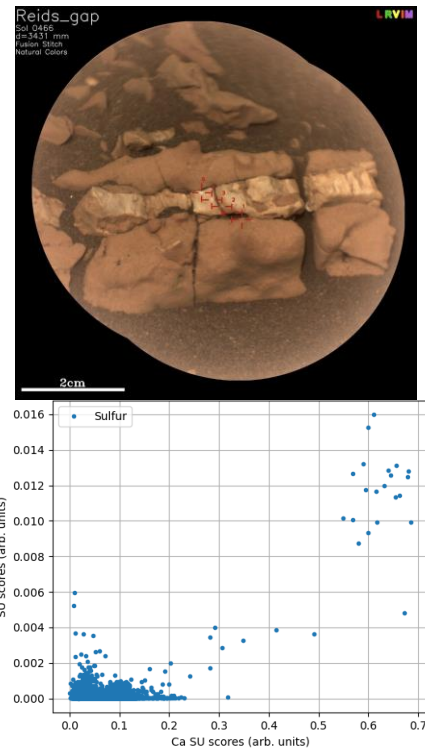 Reids_gap
LRVIM
Sol 0466
d=3431 mm
Fusion Stitch
Natural Colors
2cm
0.016
Sulfur
0.014
0.012
0.010
0.008
0.006
0.004
0.002
0.000
SU scores (arb. units)
0.0 0.1 0.2 0.3 0.4 0.5 0.6 0.7
Ca SU scores (arb. units)